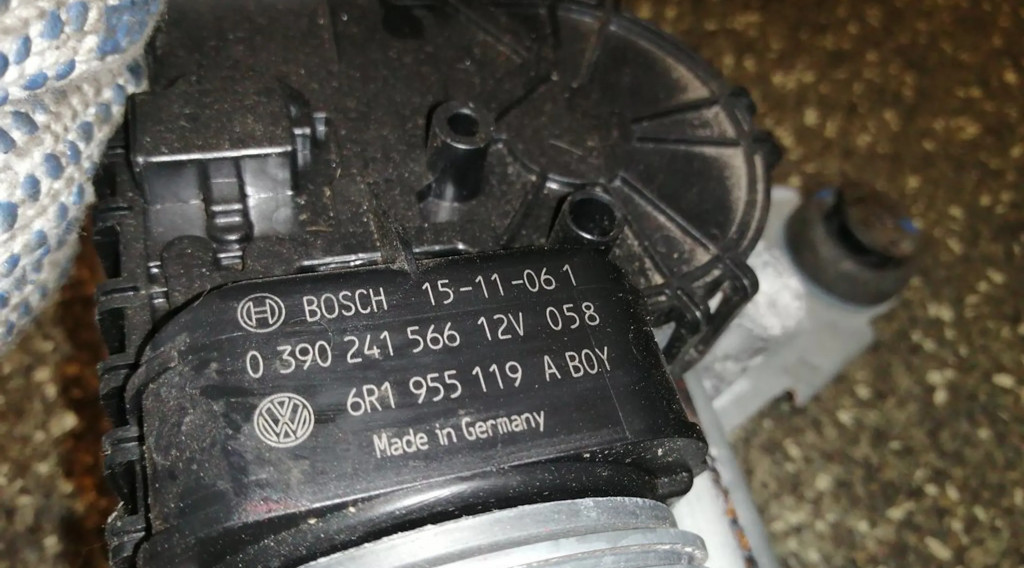 BOSCH 15-11-06 1
0 390 241 566 12V 058
6R1 955 119 A BOY
Made in Germany